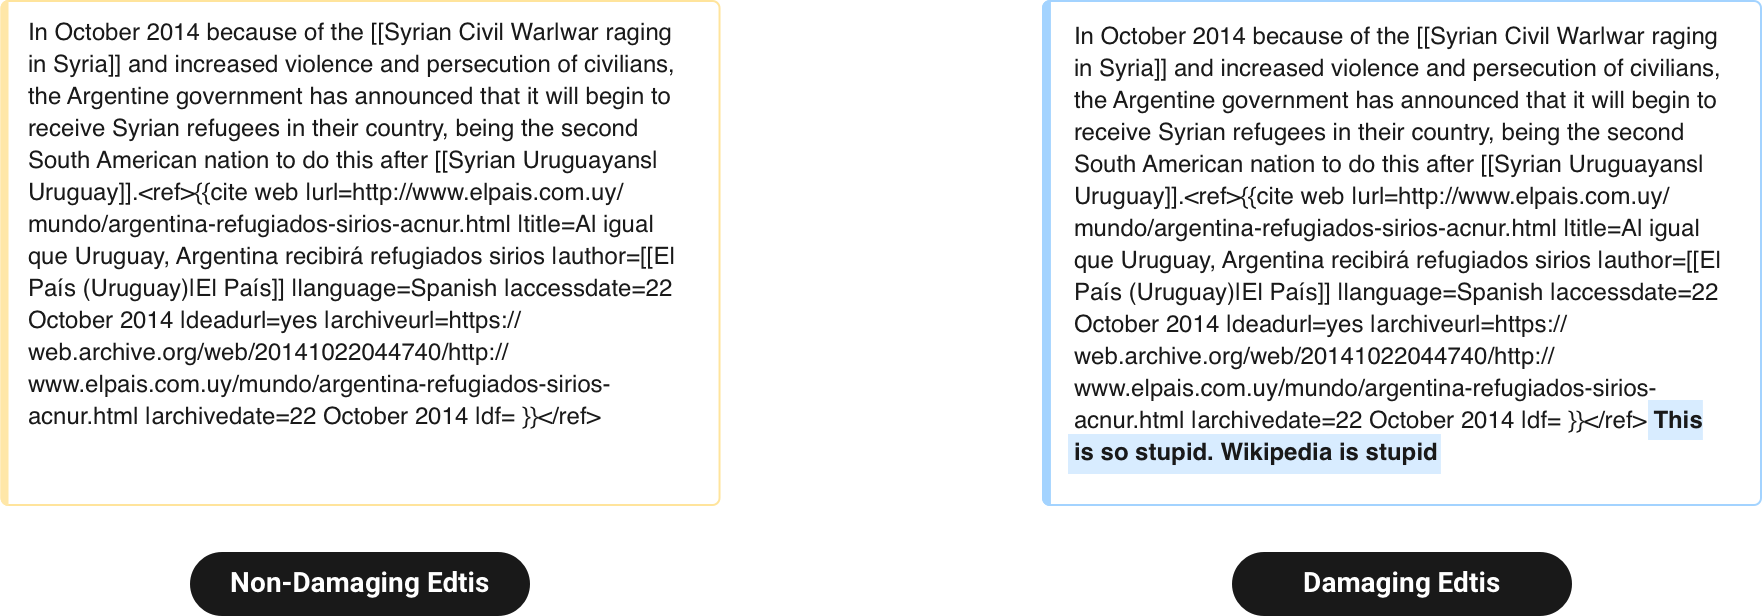 In October 2014 because of the [[Syrian Civil War|war raging
in Syria]] and increased violence and persecution of civilians,
the Argentine government has announced that it will begin to
receive Syrian refugees in their country, being the second
South American nation to do this after [[Syrian Uruguayans|
Uruguay]].<ref>{{cite web |url=http://www.elpais.com.uy/
mundo/argentina-refugiados-sirios-acnur.html |title=Al igual
que Uruguay, Argentina recibirá refugiados sirios |author=[[El
País (Uruguay)|El País]] |language=Spanish |accessdate=22
October 2014 |deadurl=yes |archiveurl=https://
web.archive.org/web/20141022044740/http://
www.elpais.com.uy/mundo/argentina-refugiados-sirios-
acnur.html |archivedate=22 October 2014 |df= }}</ref>
Non-Damaging Edtis
In October 2014 because of the [[Syrian Civil War|war raging
in Syria]] and increased violence and persecution of civilians,
the Argentine government has announced that it will begin to
receive Syrian refugees in their country, being the second
South American nation to do this after [[Syrian Uruguayans|
Uruguay]].<ref>{{cite web |url=http://www.elpais.com.uy/
mundo/argentina-refugiados-sirios-acnur.html |title=Al igual
que Uruguay, Argentina recibirá refugiados sirios |author=[[El
País (Uruguay)|El País]] |language=Spanish |accessdate=22
October 2014 |deadurl=yes |archiveurl=https://
web.archive.org/web/20141022044740/http://
www.elpais.com.uy/mundo/argentina-refugiados-sirios-
acnur.html |archivedate=22 October 2014 |df= }}</ref> This
is so stupid. Wikipedia is stupid
Damaging Edtis